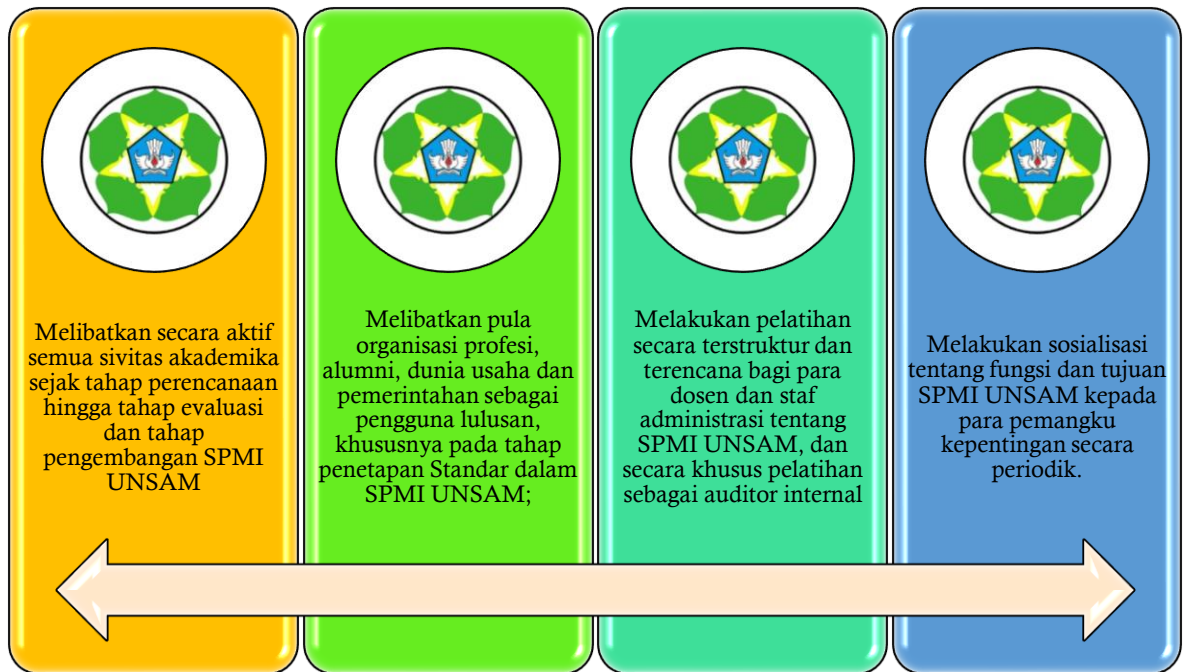 Melibatkan secara aktif
semua sivitas akademika
sejak tahap perencanaan
hingga tahap evaluasi
dan tahap
pengembangan SPMI
UNSAM
Melibatkan pula
organisasi profesi,
alumni, dunia usaha dan
pemerintahan sebagai
pengguna lulusan,
khususnya pada tahap
penetapan Standar dalam
SPMI UNSAM;
Melakukan pelatihan
secara terstruktur dan
terencana bagi para
dosen dan staf
administrasi tentang
SPMI UNSAM, dan
secara khusus pelatihan
sebagai auditor internal
Melakukan sosialisasi
tentang fungsi dan tujuan
SPMI UNSAM kepada
para pemangku
kepentingan secara
periodik.